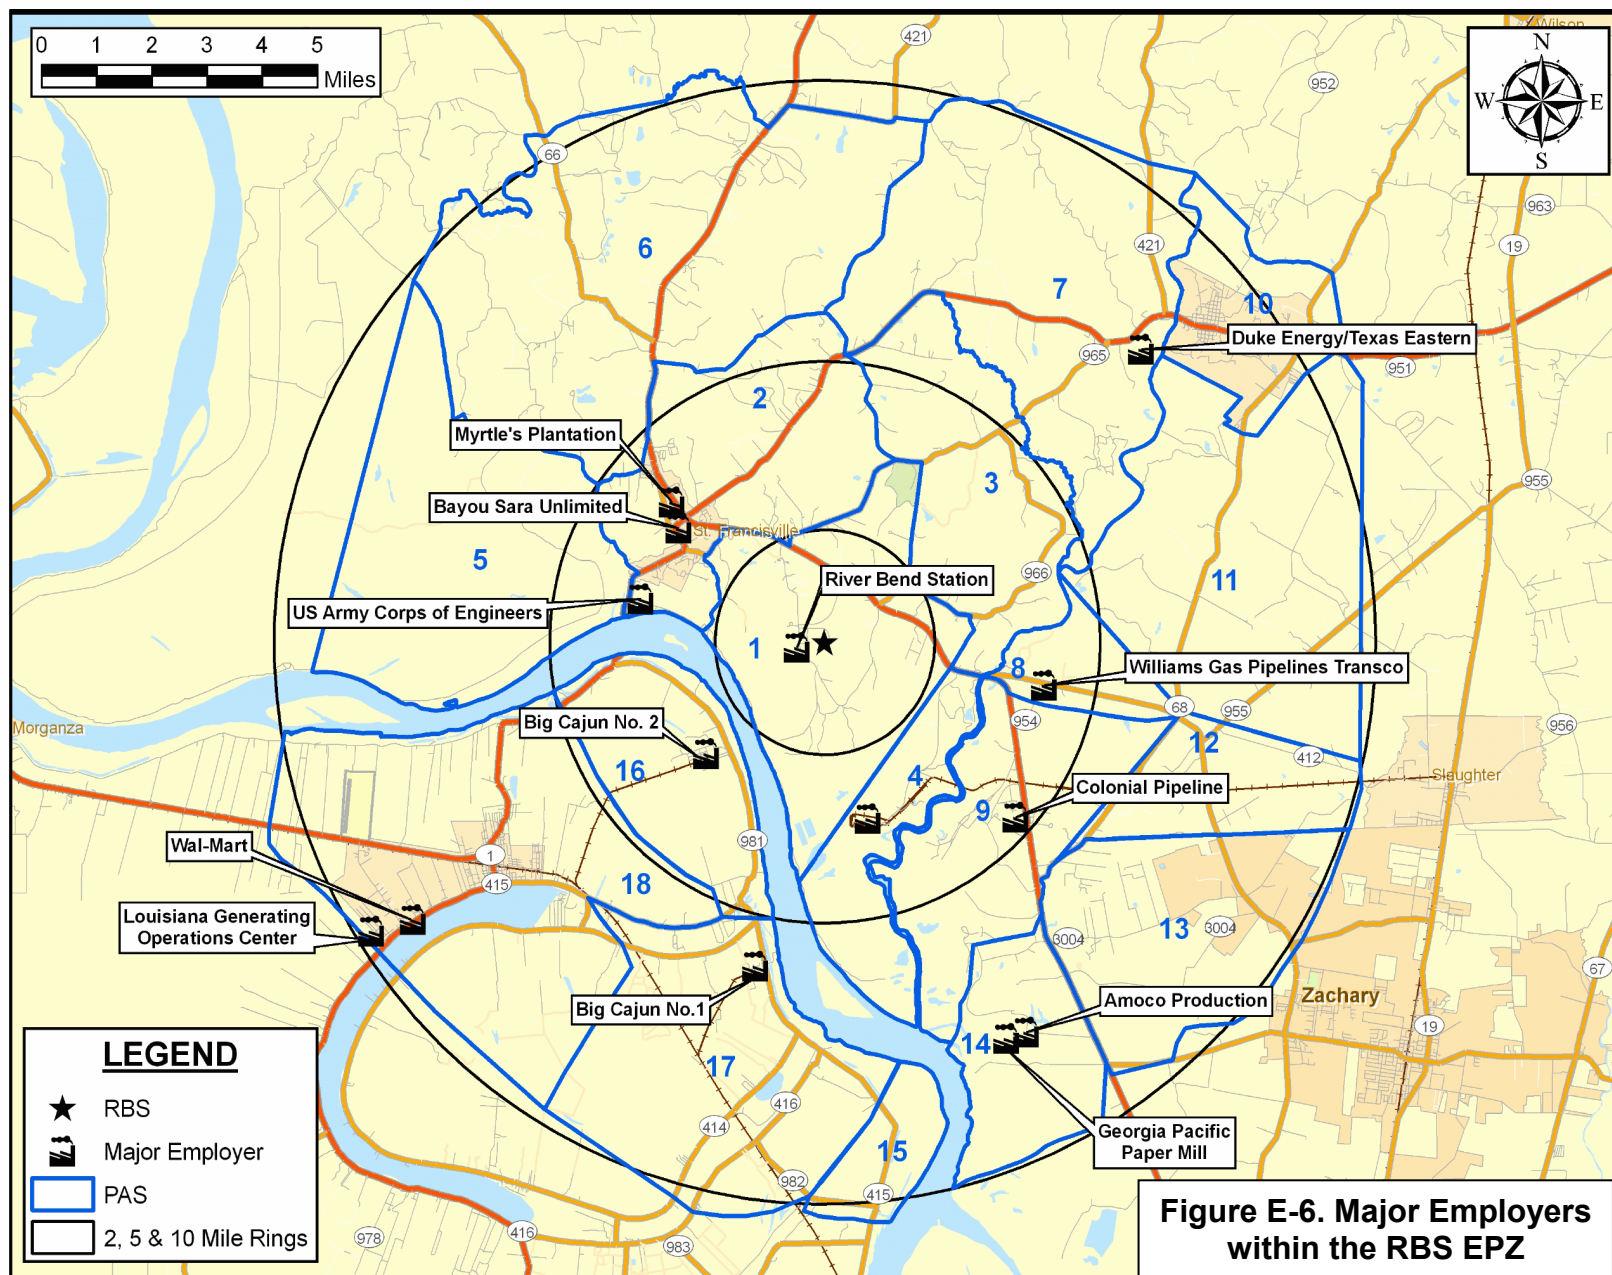 0 1 2 3 4 5
Miles
421
Wilson
952
N
W E
S
66
963
6
421
19
7
10
Duke Energy/Texas Eastern
965
951
2
Myrtle's Plantation
3
955
Bayou Sara Unlimited
St. Francisville
5
966
11
River Bend Station
US Army Corps of Engineers
1
8
Williams Gas Pipelines Transco
Morganza
68
955
954
956
Big Cajun No. 2
12
412
16
4
Slaughter
Colonial Pipeline
9
981
Wal-Mart
1
415
18
Louisiana Generating
Operations Center
13
3004
3004
67
Zachary
Big Cajun No.1
Amoco Production
19
14
17
416
414
Georgia Pacific
Paper Mill
15
982
415
416
978
983
LEGEND
RBS
Major Employer
PAS
2, 5 & 10 Mile Rings
Figure E-6. Major Employers
within the RBS EPZ